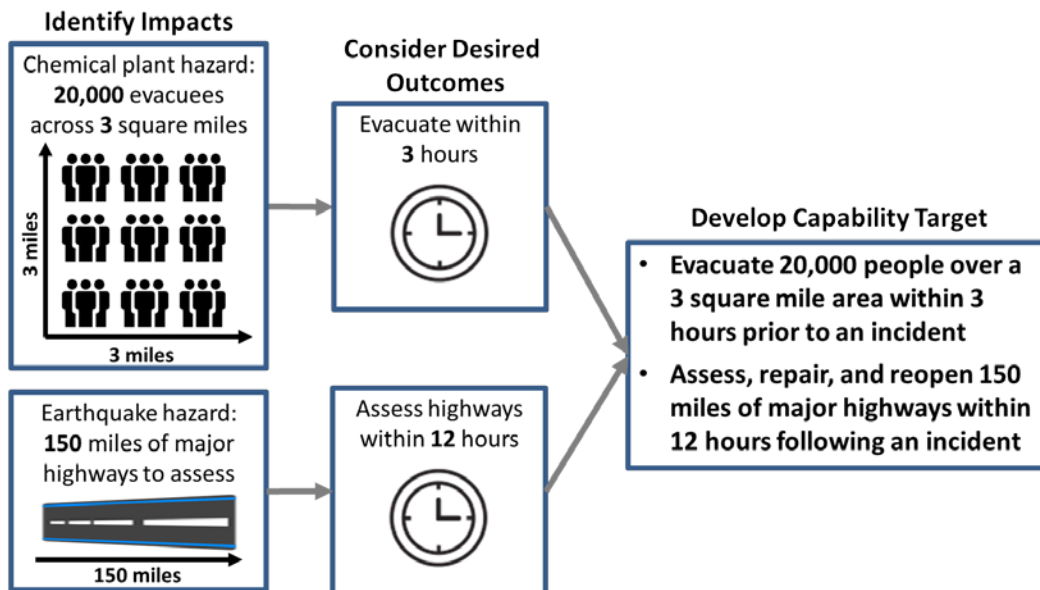 Identify Impacts
Chemical plant hazard:
20,000 evacuees
across 3 square miles
3 miles
3 miles
Earthquake hazard:
150 miles of major
highways to assess
150 miles
Consider Desired
Outcomes
Evacuate within
3 hours
Assess highways
within 12 hours
Develop Capability Target
• Evacuate 20,000 people over a
3 square mile area within 3
hours prior to an incident
• Assess, repair, and reopen 150
miles of major highways within
12 hours following an incident